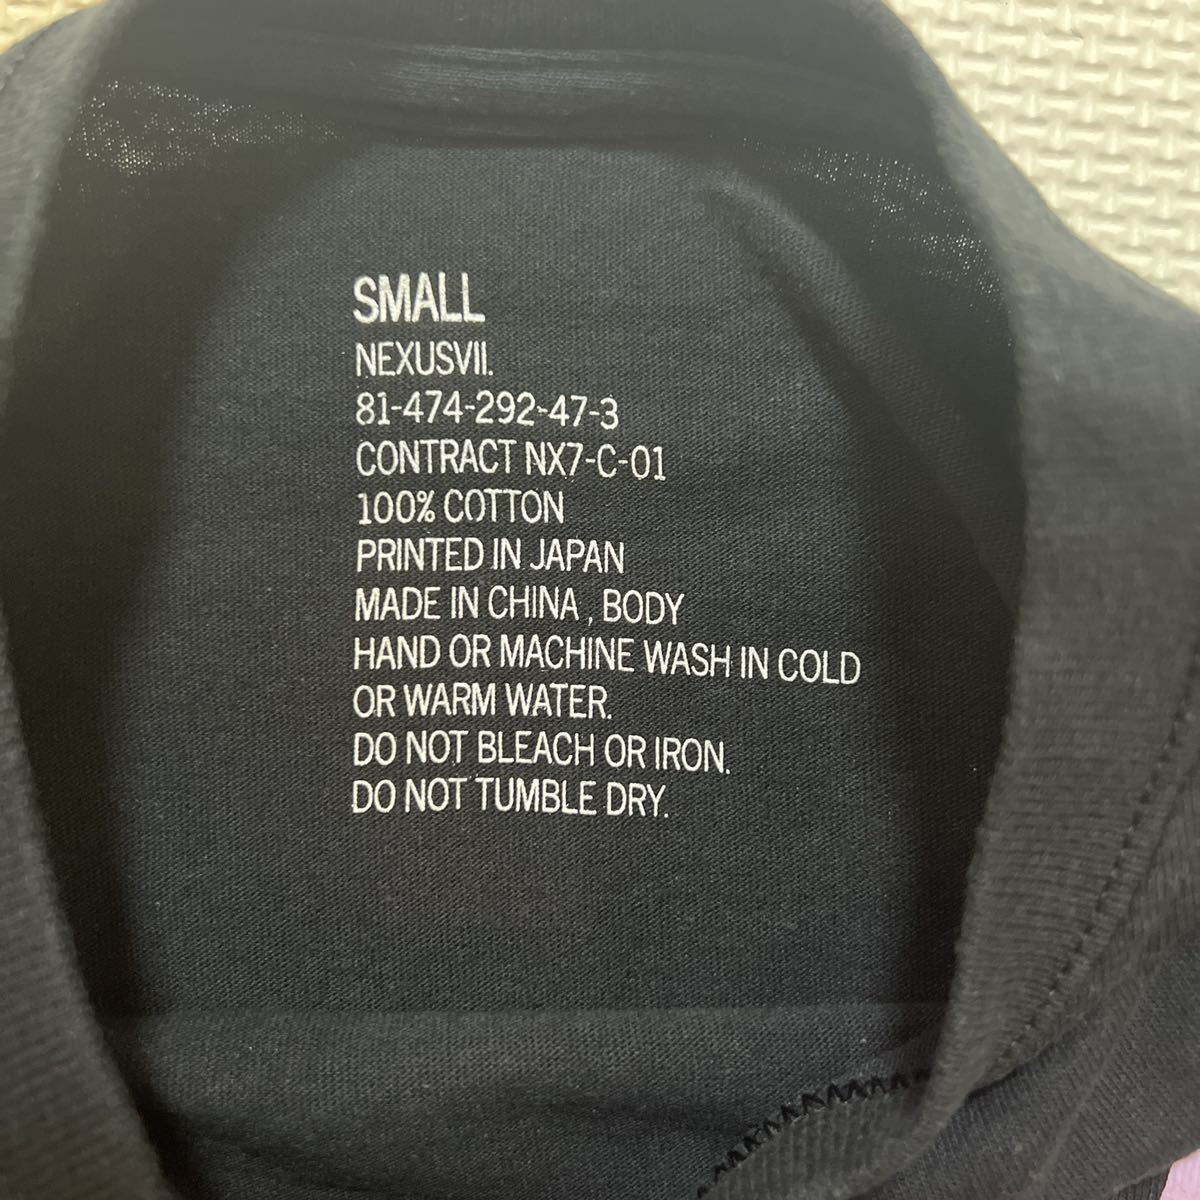 SMALL
NEXUSVII.
81-474-292-47-3
CONTRACT NX7-C-01
100% COTTON
PRINTED IN JAPAN
MADE IN CHINA , BODY
HAND OR MACHINE WASH IN COLD
OR WARM WATER.
DO NOT BLEACH OR IRON.
DO NOT TUMBLE DRY.